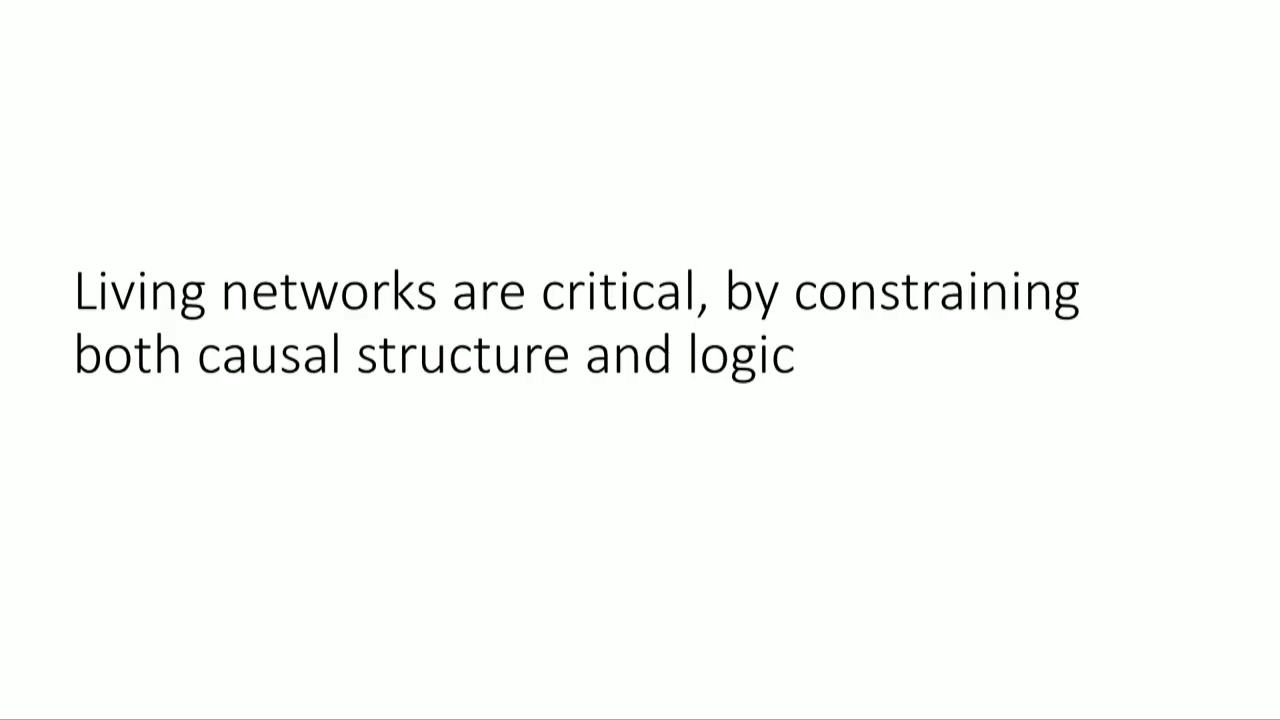 Living networks are critical, by constraining
both causal structure and logic